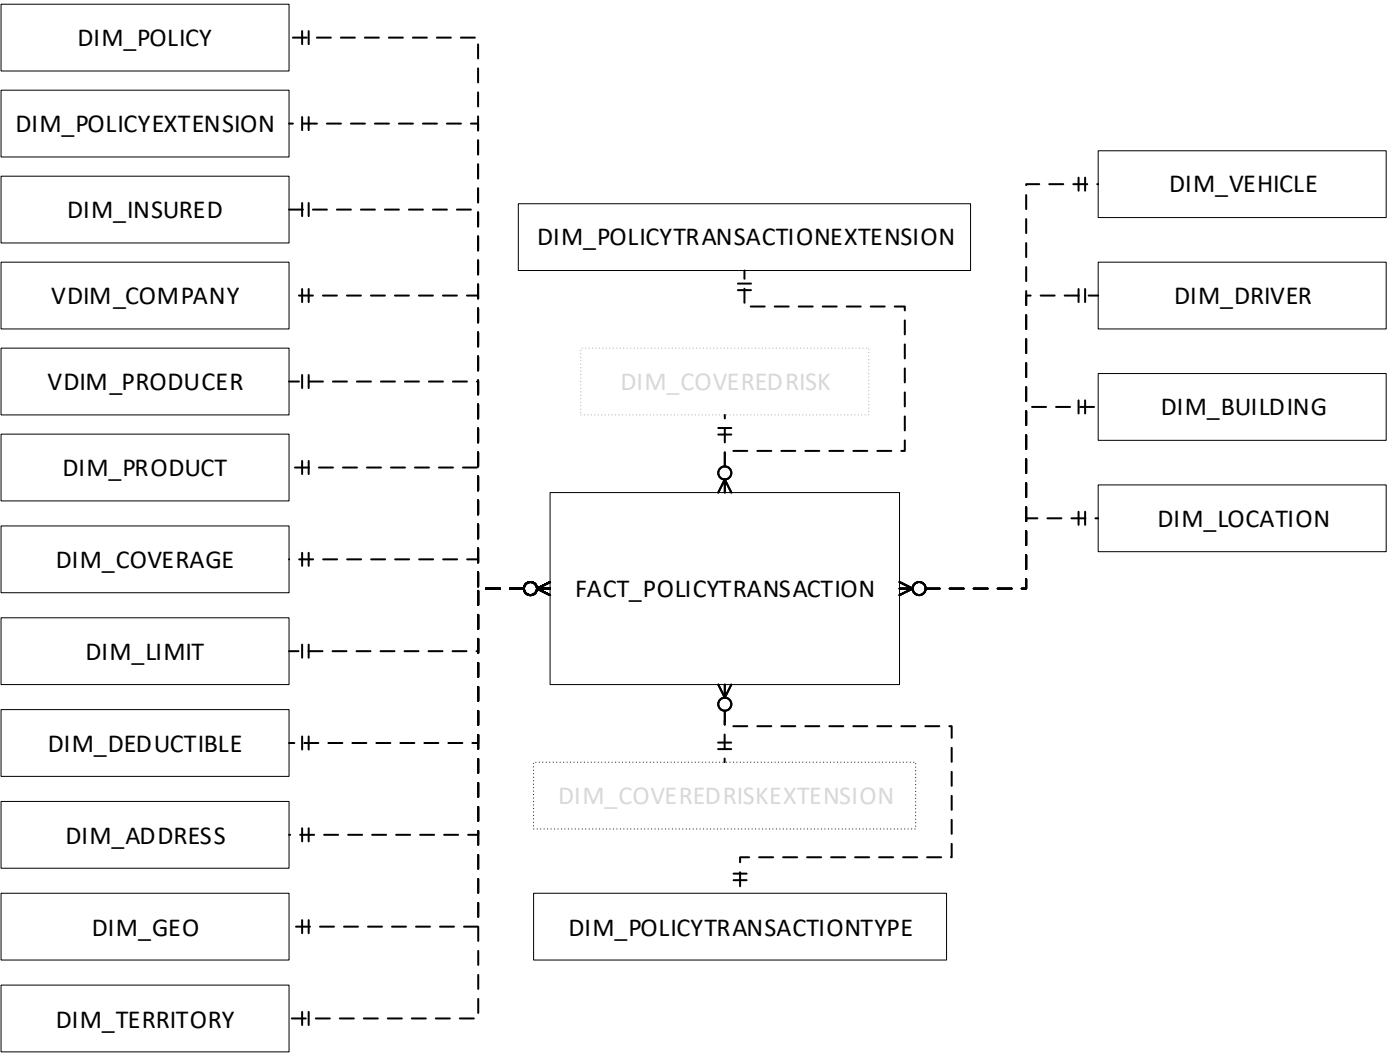 DIM_POLICY
DIM_POLICYEXTENSION
DIM_INSURED
VDIM_COMPANY
VDIM_PRODUCER
DIM_PRODUCT
DIM_COVERAGE
DIM_LIMIT
DIM_DEDUCTIBLE
DIM_ADDRESS
DIM_GEO
DIM_TERRITORY
DIM_POLICYTRANSACTIONEXTENSION
DIM_COVEREDRISK
FACT_POLICYTRANSACTION
DIM_COVEREDRISKEXTENSION
DIM_POLICYTRANSACTIONTYPE
DIM_VEHICLE
DIM_DRIVER
DIM_BUILDING
DIM_LOCATION